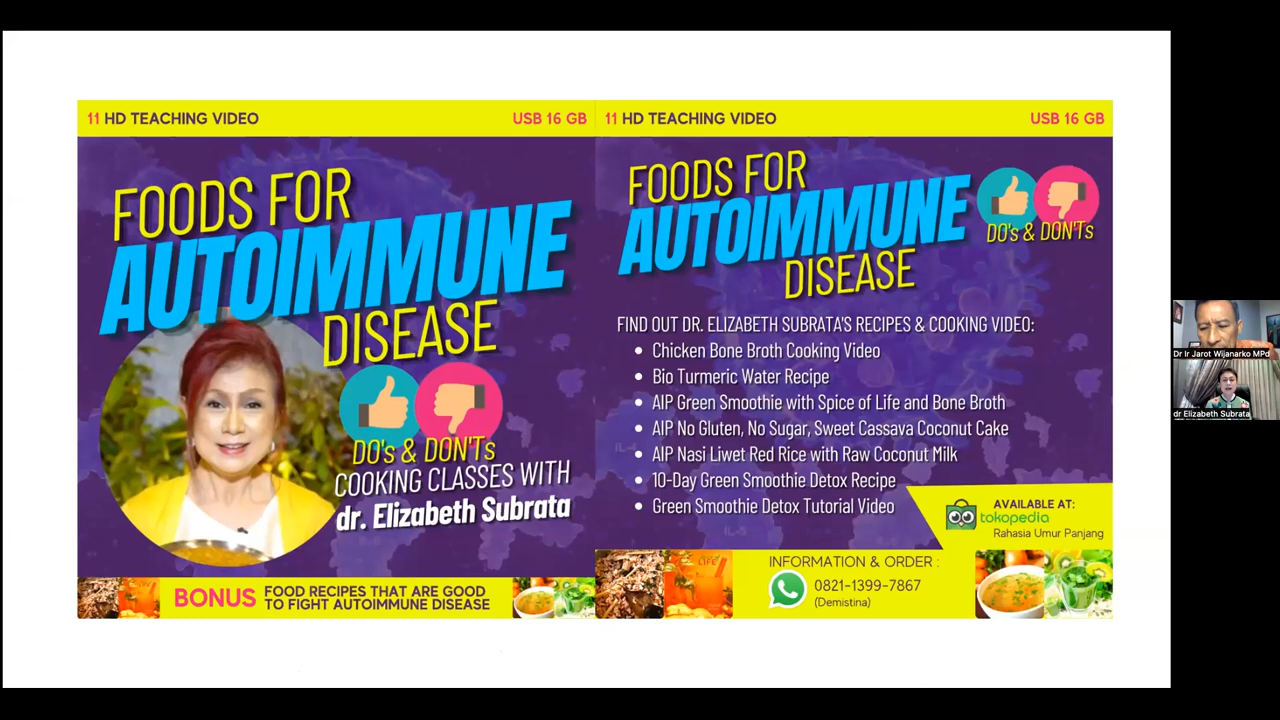 11 HD TEACHING VIDEO
USB 16 GB
FOODS FOR
AUTOIMMUNE
DISEASE
DO's & DON'Ts
COOKING CLASSES WITH
dr. Elizabeth Subrata
BONUS
FOOD RECIPES THAT ARE GOOD
TO FIGHT AUTOIMMUNE DISEASE
11 HD TEACHING VIDEO
USB 16 GB
FOODS FOR
AUTOIMMUNE
DISEASE
DO's & DON'Ts
FIND OUT DR. ELIZABETH SUBRATA'S RECIPES & COOKING VIDEO:
• Chicken Bone Broth Cooking Video
• Bio Turmeric Water Recipe
• AIP Green Smoothie with Spice of Life and Bone Broth
• AIP No Gluten, No Sugar, Sweet Cassava Coconut Cake
• AIP Nasi Liwet Red Rice with Raw Coconut Milk
• 10-Day Green Smoothie Detox Recipe
• Green Smoothie Detox Tutorial Video
AVAILABLE AT:
tokopedia
Rahasia Umur Panjang
INFORMATION & ORDER :
0821-1399-7867
(Demistina)
Dr Ir Jarot Wijanarko MPd
dr Elizabeth Subrata